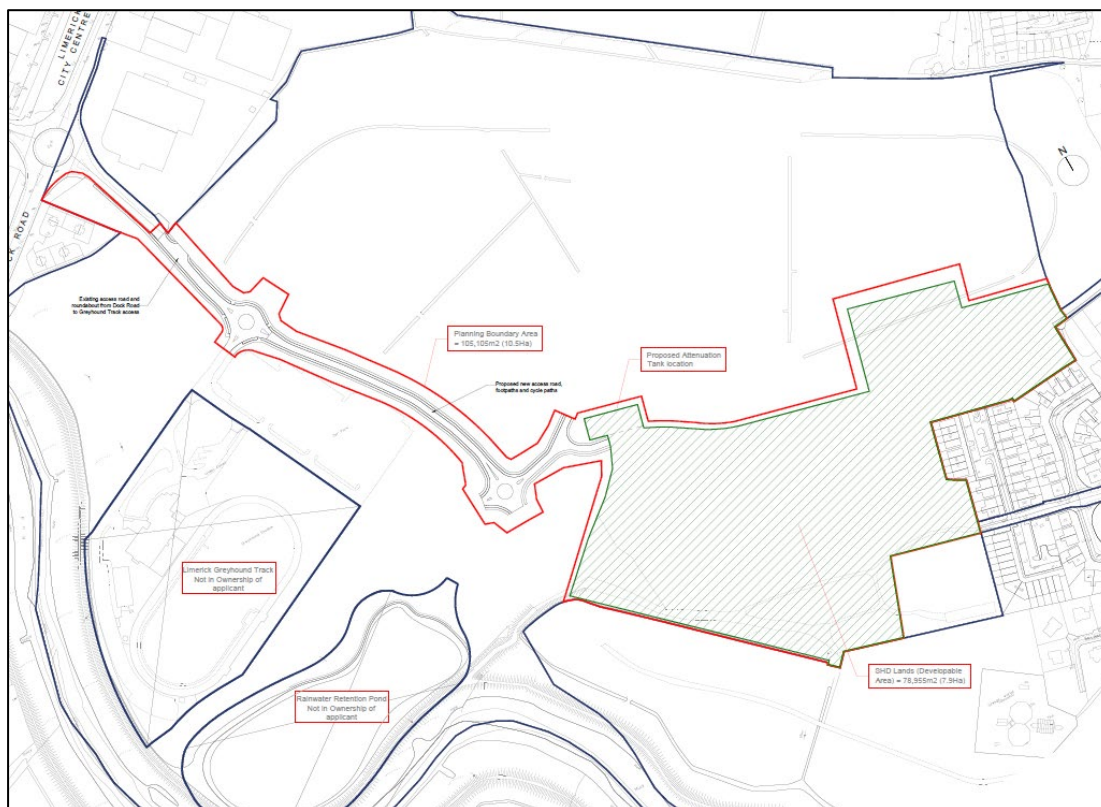 LIMERICK
CITY CENTRE
CK ROAD
N
Existing access road and
roundabout from Dock Road
to Greyhound Track access
Planning Boundary Area
= 105,105m2 (10.5Ha)
Proposed Attenuation
Tank location
Proposed new access road,
footpaths and cycle paths
Limerick Greyhound Track
Not in Ownership of
applicant
Rainwater Retention Pond
Not in Ownership of
applicant
SHD Lands (Developable
Area) = 78,955m2 (7.9Ha)